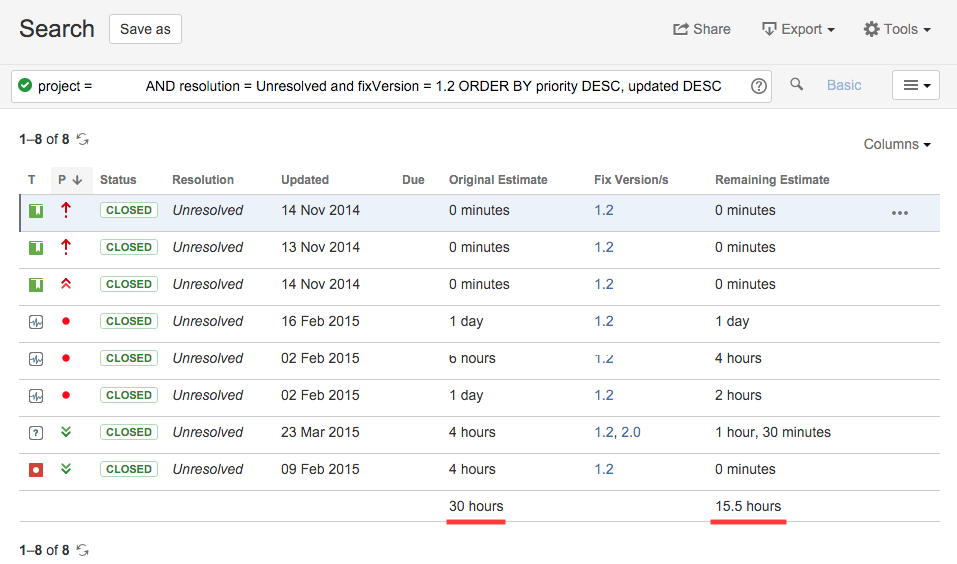 Search Save as Share Export Tools
project = AND resolution = Unresolved and fixVersion = 1.2 ORDER BY priority DESC, updated DESC ? Basic
1–8 of 8
Columns
T P Status Resolution Updated Due Original Estimate Fix Version/s Remaining Estimate
CLOSED Unresolved 14 Nov 2014 0 minutes 1.2 0 minutes
CLOSED Unresolved 13 Nov 2014 0 minutes 1.2 0 minutes
CLOSED Unresolved 14 Nov 2014 0 minutes 1.2 0 minutes
CLOSED Unresolved 16 Feb 2015 1 day 1.2 1 day
CLOSED Unresolved 02 Feb 2015 6 hours 1.2 4 hours
CLOSED Unresolved 02 Feb 2015 1 day 1.2 2 hours
? CLOSED Unresolved 23 Mar 2015 4 hours 1.2, 2.0 1 hour, 30 minutes
CLOSED Unresolved 09 Feb 2015 4 hours 1.2 0 minutes
30 hours 15.5 hours
1–8 of 8